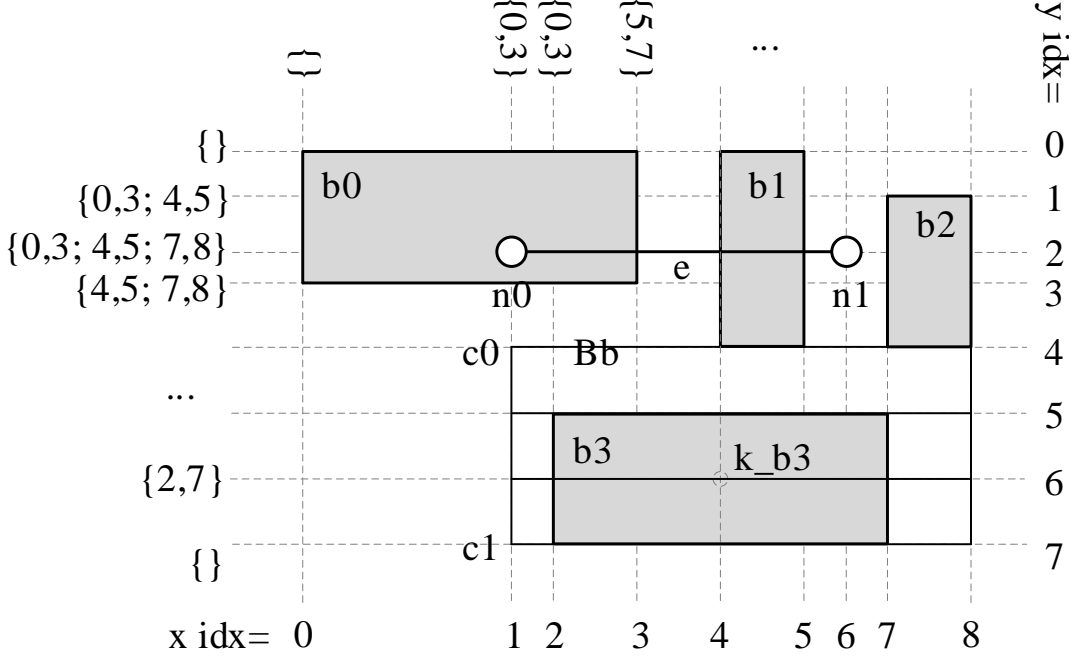 {}
{0,3}
{0,3}
{5,7}
...
y idx=
{}
0
{0,3; 4,5}
1
b0
b1
b2
{0,3; 4,5; 7,8}
2
e
{4,5; 7,8}
3
n0
n1
c0
Bb
4
...
5
b3
k_b3
{2,7}
6
c1
{}
7
x idx= 0 1 2 3 4 5 6 7 8